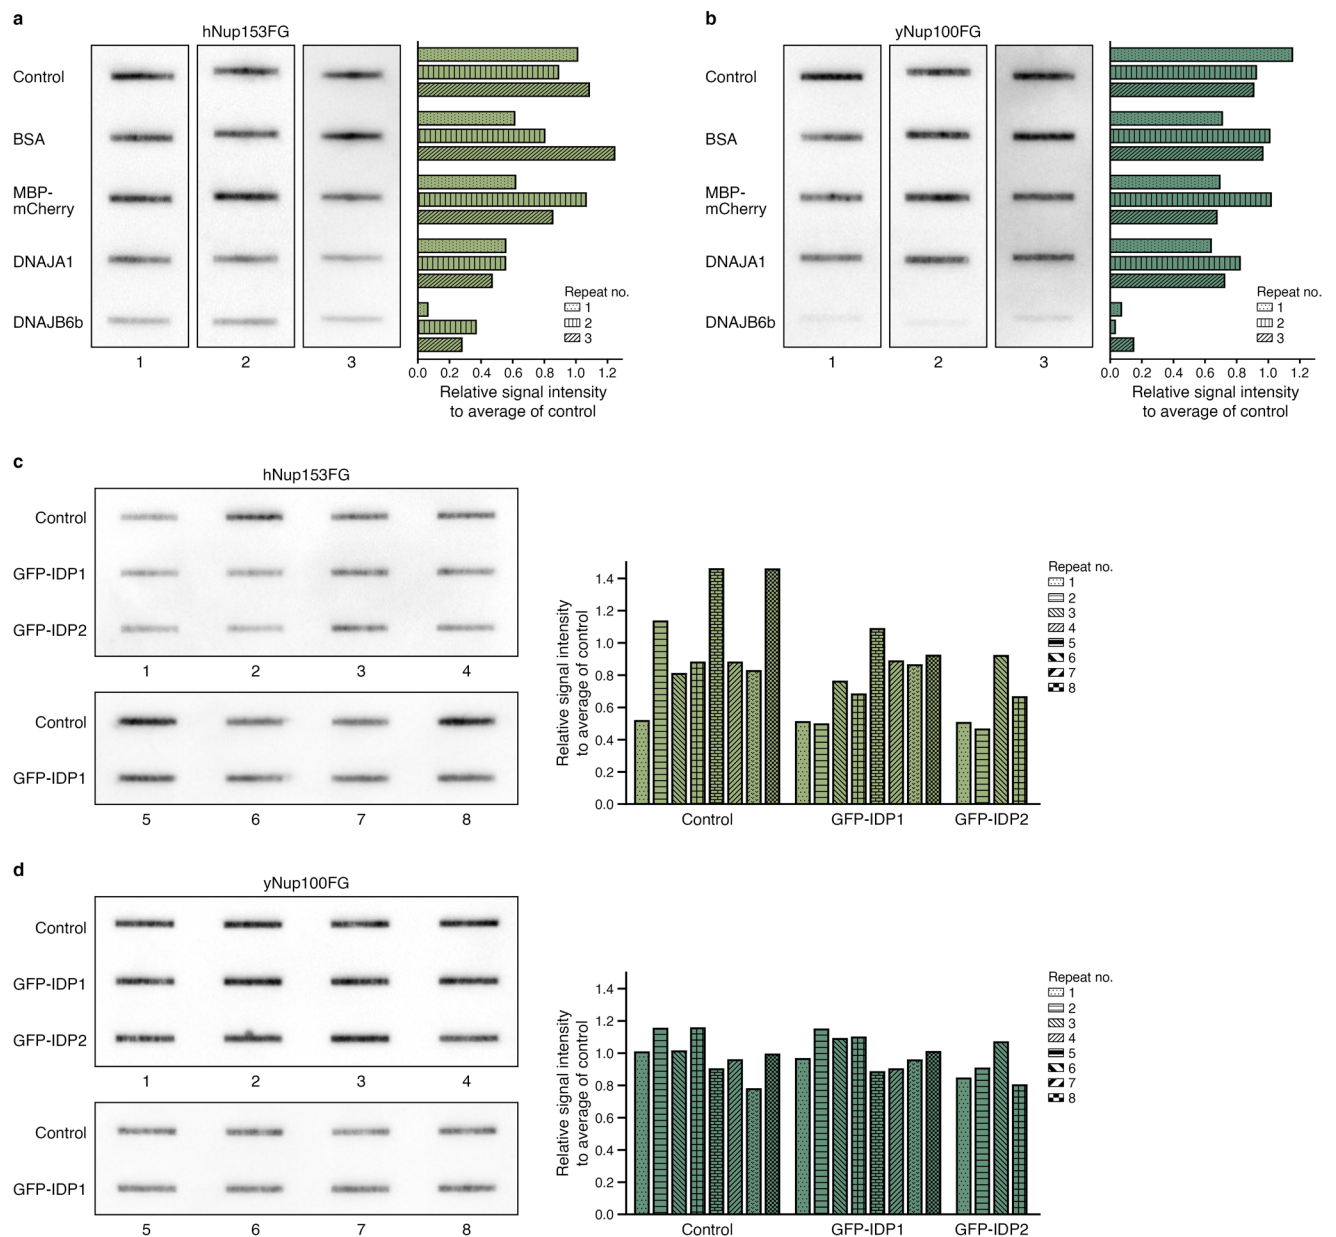 a
hNup153FG
Control
BSA
MBP-
mCherry
DNAJA1
DNAJB6b
1
2
3
Repeat no.
1
2
3
0.0 0.2 0.4 0.6 0.8 1.0 1.2
Relative signal intensity
to average of control
b
yNup100FG
Control
BSA
MBP-
mCherry
DNAJA1
DNAJB6b
1
2
3
Repeat no.
1
2
3
0.0 0.2 0.4 0.6 0.8 1.0 1.2
Relative signal intensity
to average of control
c
hNup153FG
Control
GFP-IDP1
GFP-IDP2
1 2 3 4
Control
GFP-IDP1
5 6 7 8
Relative signal intensity
to average of control
1.4
1.2
1.0
0.8
0.6
0.4
0.2
0.0
Control GFP-IDP1 GFP-IDP2
Repeat no.
1
2
3
4
5
6
7
8
d
yNup100FG
Control
GFP-IDP1
GFP-IDP2
1 2 3 4
Control
GFP-IDP1
5 6 7 8
Relative signal intensity
to average of control
1.4
1.2
1.0
0.8
0.6
0.4
0.2
0.0
Control GFP-IDP1 GFP-IDP2
Repeat no.
1
2
3
4
5
6
7
8